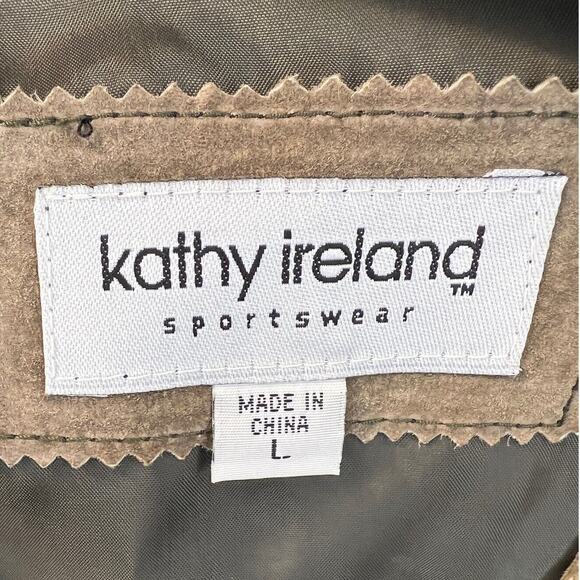 kathy ireland™
sportswear
MADE IN
CHINA
L